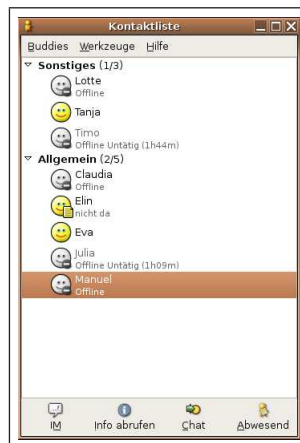 Kontaktliste
Buddies Werkzeuge Hilfe
Sonstiges (1/3)
Lotte
Offline
Tanja
Timo
Offline Untätig (1h44m)
Allgemein (2/5)
Claudia
Offline
Elin
nicht da
Eva
Julia
Offline Untätig (1h09m)
Manuel
Offline
IM Info abrufen Chat Abwesend